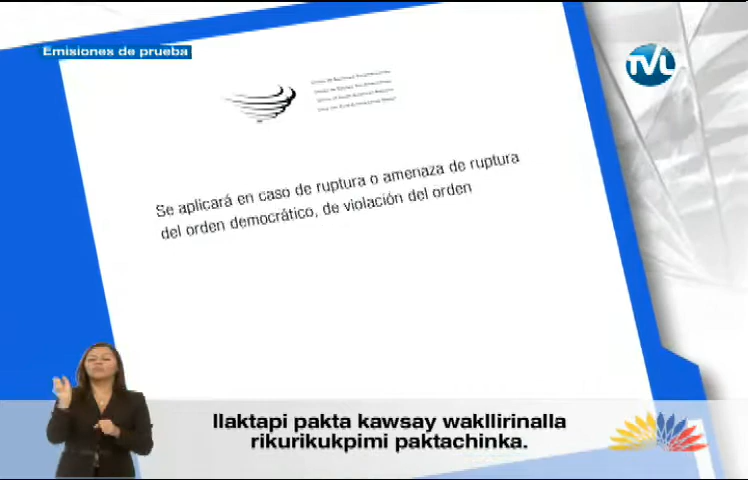 Emisiones de prueba
TVL
Se aplicará en caso de ruptura o amenaza de ruptura
del orden democrático, de violación del orden
llaktapi pakta kawsay wakllirinalla
rikurikukpimi paktachinka.